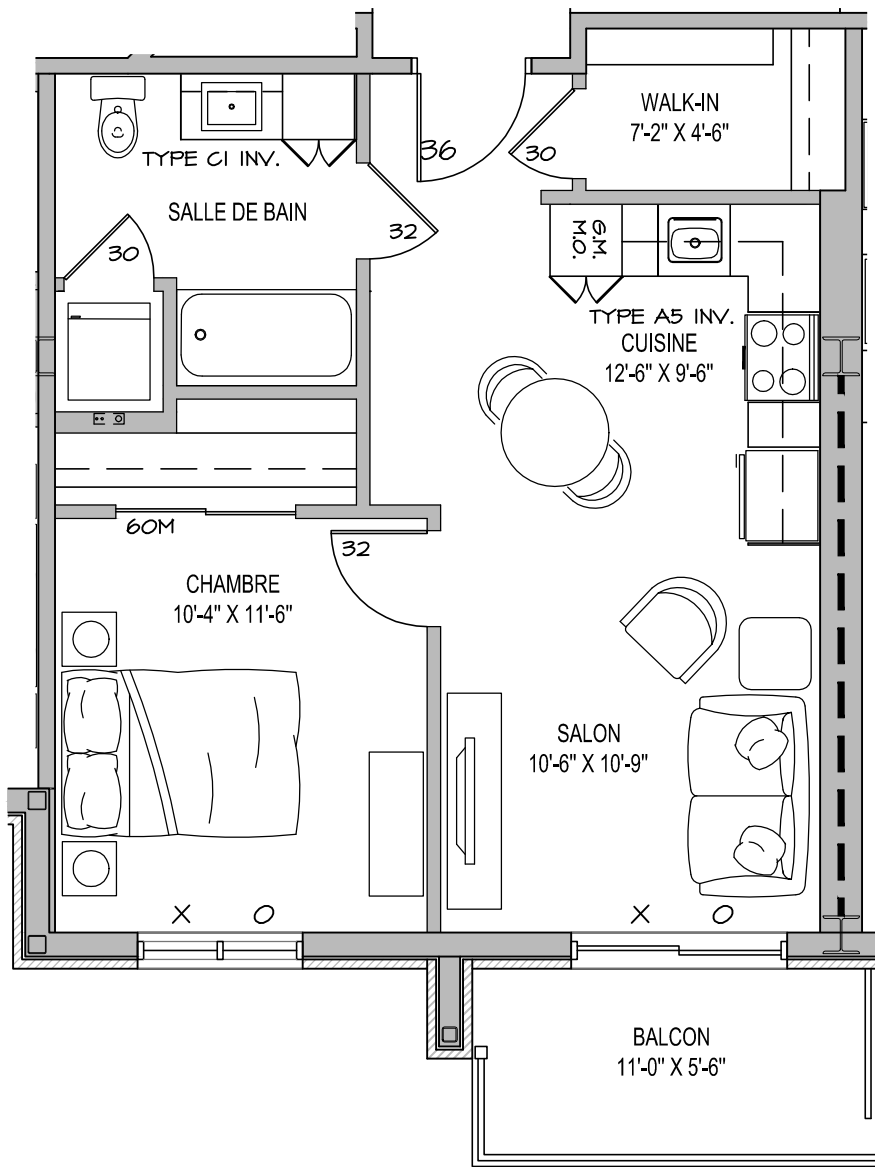 WALK-IN
7'-2" X 4'-6"
36
30
TYPE C1 INV.
SALLE DE BAIN
32
30
G.M.
M.O.
TYPE A5 INV.
CUISINE
12'-6" X 9'-6"
60M
32
CHAMBRE
10'-4" X 11'-6"
SALON
10'-6" X 10'-9"
X O
X O
BALCON
11'-0" X 5'-6"